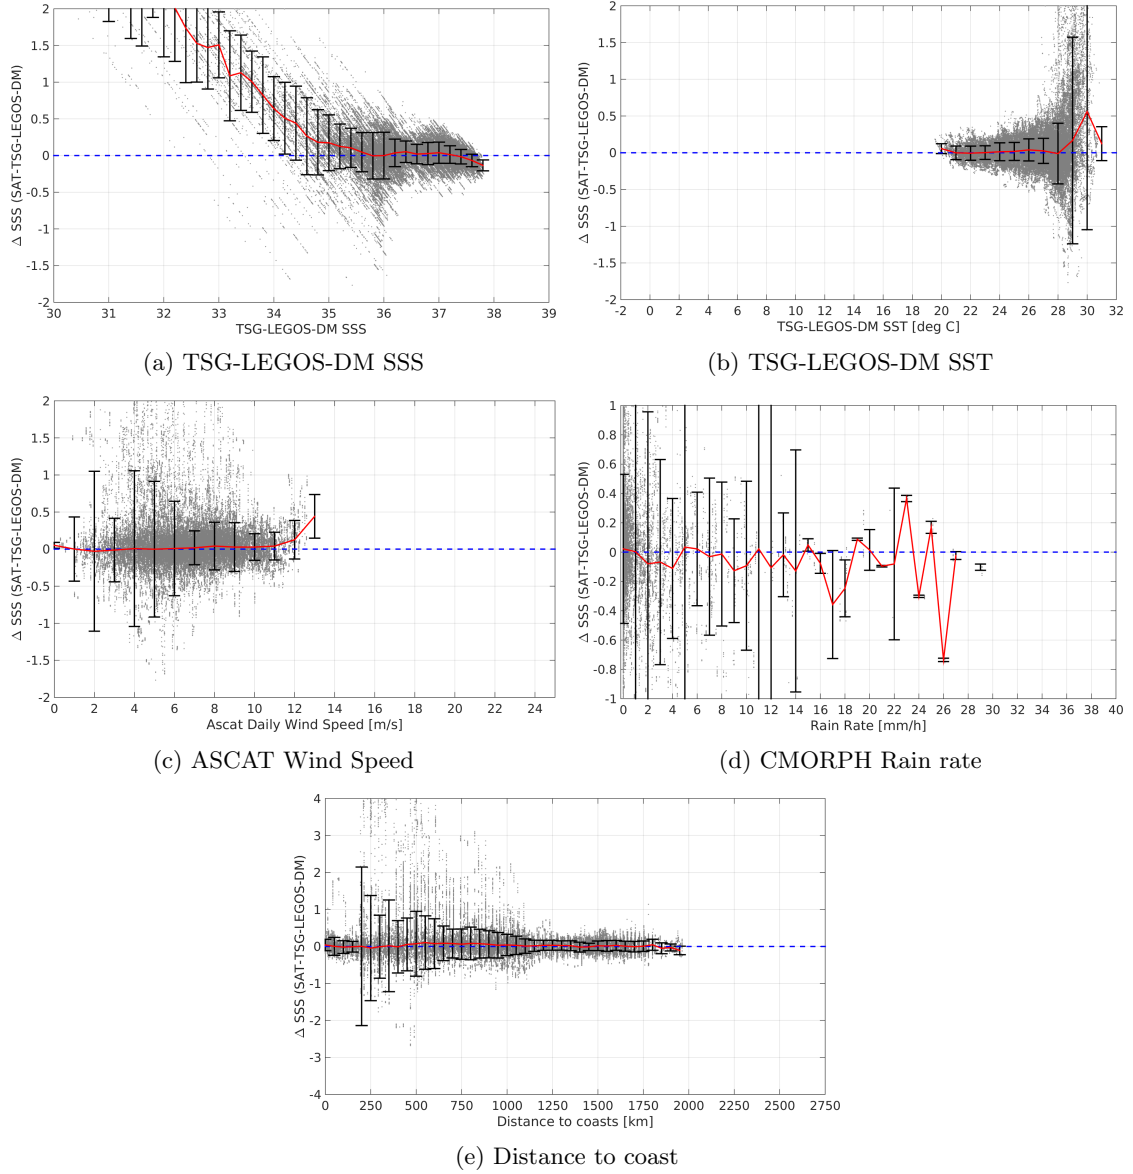 2
1.5
1
0.5
0
-0.5
-1
-1.5
-2
Δ SSS (SAT-TSG-LEGOS-DM)
30 31 32 33 34 35 36 37 38 39
TSG-LEGOS-DM SSS
(a) TSG-LEGOS-DM SSS
2
1.5
1
0.5
0
-0.5
-1
-1.5
-2
Δ SSS (SAT-TSG-LEGOS-DM)
-2 0 2 4 6 8 10 12 14 16 18 20 22 24 26 28 30 32
TSG-LEGOS-DM SST [deg C]
(b) TSG-LEGOS-DM SST
2
1.5
1
0.5
0
-0.5
-1
-1.5
-2
Δ SSS (SAT-TSG-LEGOS-DM)
0 2 4 6 8 10 12 14 16 18 20 22 24
Ascat Daily Wind Speed [m/s]
(c) ASCAT Wind Speed
1
0.8
0.6
0.4
0.2
0
-0.2
-0.4
-0.6
-0.8
-1
Δ SSS (SAT-TSG-LEGOS-DM)
0 2 4 6 8 10 12 14 16 18 20 22 24 26 28 30 32 34 36 38 40
Rain Rate [mm/h]
(d) CMORPH Rain rate
4
3
2
1
0
-1
-2
-3
-4
Δ SSS (SAT-TSG-LEGOS-DM)
0 250 500 750 1000 1250 1500 1750 2000 2250 2500 2750
Distance to coasts [km]
(e) Distance to coast